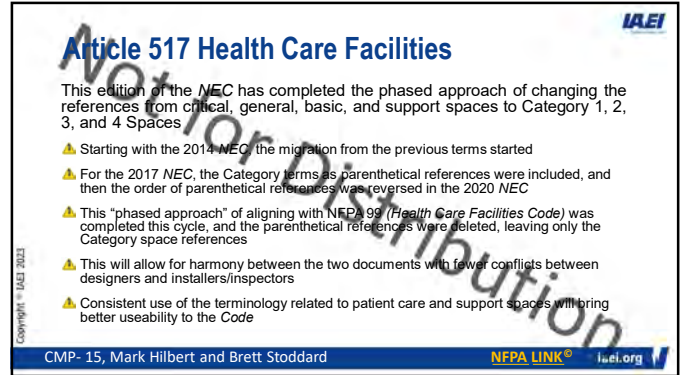 IAEI
Article 517 Health Care Facilities
This edition of the NEC has completed the phased approach of changing the
references from critical, general, basic, and support spaces to Category 1, 2,
3, and 4 Spaces
Starting with the 2014 NEC, the migration from the previous terms started
For the 2017 NEC, the Category terms as parenthetical references were included, and
then the order of parenthetical references was reversed in the 2020 NEC
This “phased approach” of aligning with NFPA 99 (Health Care Facilities Code) was
completed this cycle, and the parenthetical references were deleted, leaving only the
Category space references
This will allow for harmony between the two documents with fewer conflicts between
designers and installers/inspectors
Consistent use of the terminology related to patient care and support spaces will bring
better useability to the Code
Not for Distribution
Copyright © IAEI 2023
CMP- 15, Mark Hilbert and Brett Stoddard
NFPA LINK©
iaei.org